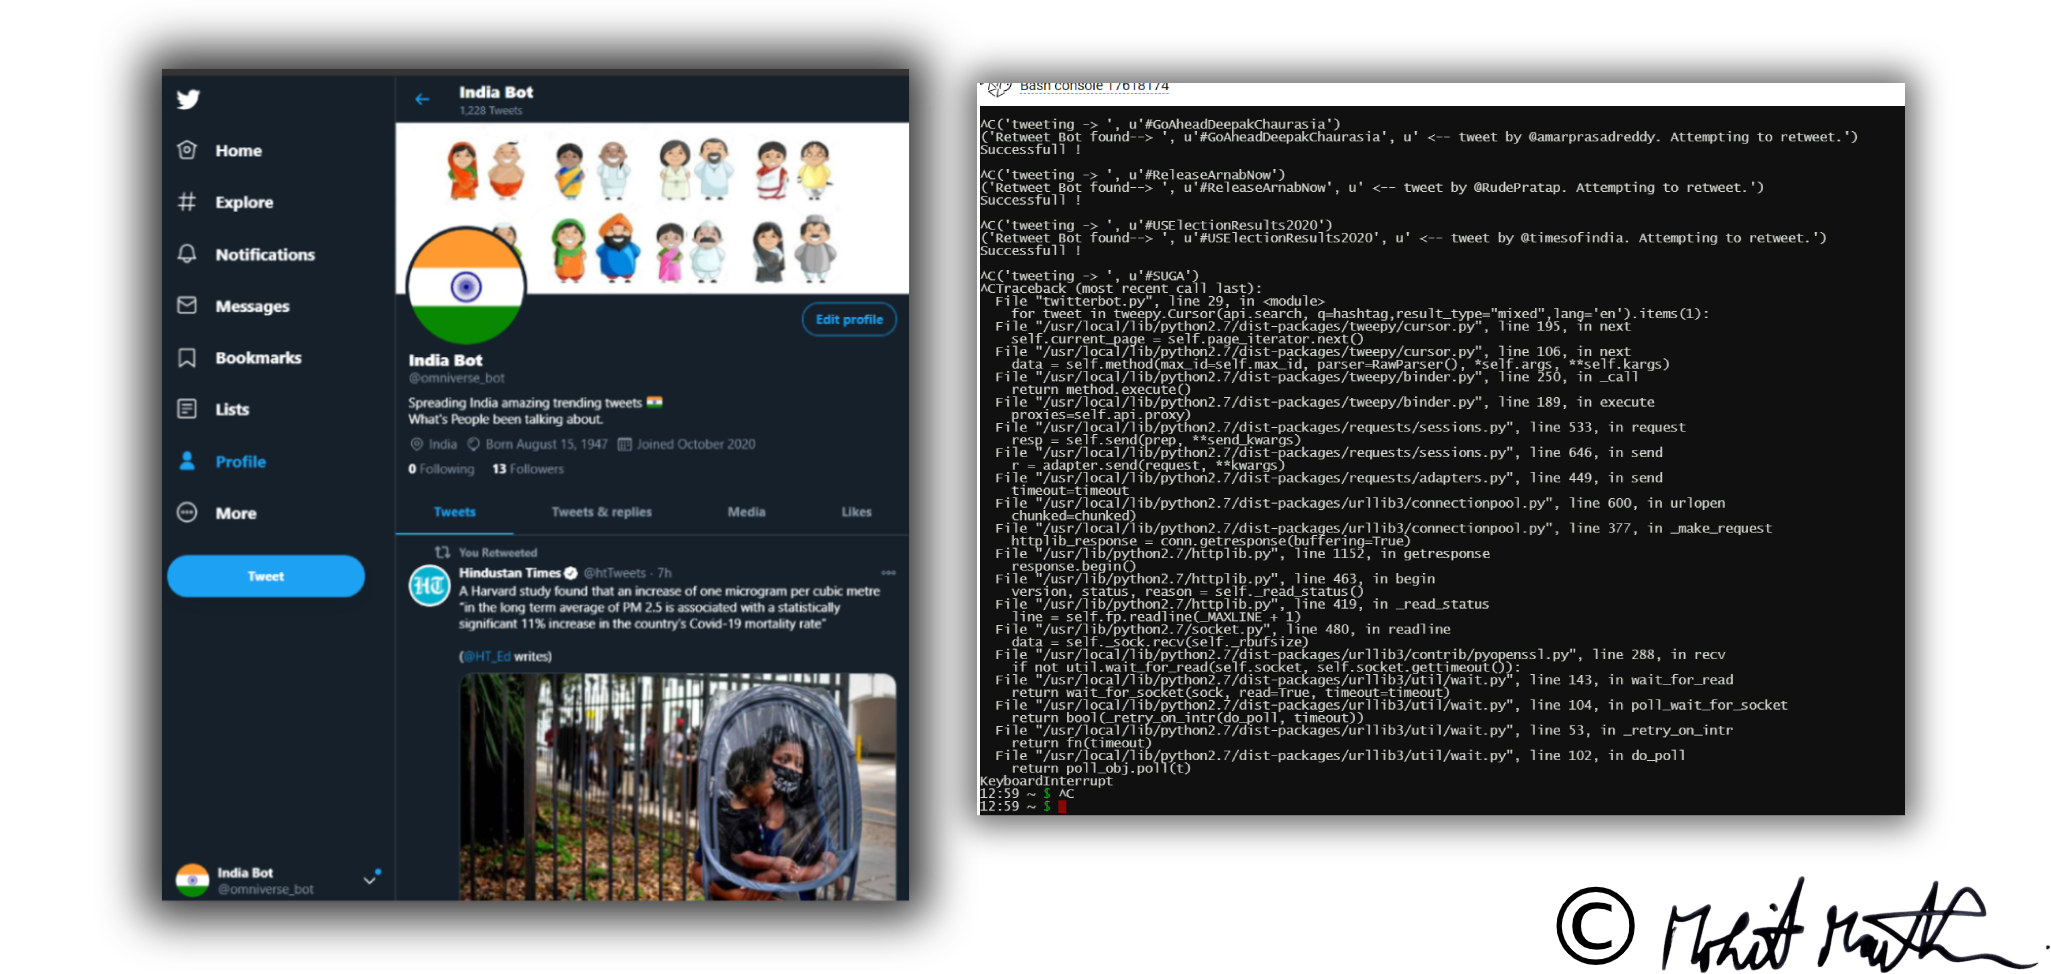 India Bot
1,228 Tweets
Home
Explore
Notifications
Messages
Bookmarks
Lists
Profile
More
Tweet
India Bot
@omniverse_bot
Edit profile
India Bot
@omniverse_bot
Spreading India amazing trending tweets 🇮🇳
What's People been talking about.
India Born August 15, 1947 Joined October 2020
0 Following 13 Followers
Tweets Tweets & replies Media Likes
You Retweeted
Hindustan Times @htTweets · 7h
A Harvard study found that an increase of one microgram per cubic metre
"in the long term average of PM 2.5 is associated with a statistically
significant 11% increase in the country's Covid-19 mortality rate"
(@HT_Ed writes)
HT
Bash console 17618174
^C('tweeting -> ', u'#GoAheadDeepakChaurasia')
('Retweet Bot found--> ', u'#GoAheadDeepakChaurasia', u' <-- tweet by @amarprasadreddy. Attempting to retweet.')
Successfull !
^C('tweeting -> ', u'#ReleaseArnabNow')
('Retweet Bot found--> ', u'#ReleaseArnabNow', u' <-- tweet by @RudePratap. Attempting to retweet.')
Successfull !
^C('tweeting -> ', u'#USElectionResults2020')
('Retweet Bot found--> ', u'#USElectionResults2020', u' <-- tweet by @timesofindia. Attempting to retweet.')
Successfull !
^C('tweeting -> ', u'#SUGA')
^CTraceback (most recent call last):
File "twitterbot.py", line 29, in <module>
for tweet in tweepy.Cursor(api.search, q=hashtag,result_type="mixed",lang='en').items(1):
File "/usr/local/lib/python2.7/dist-packages/tweepy/cursor.py", line 195, in next
self.current_page = self.page_iterator.next()
File "/usr/local/lib/python2.7/dist-packages/tweepy/cursor.py", line 106, in next
data = self.method(max_id=self.max_id, parser=RawParser(), *self.args, **self.kargs)
File "/usr/local/lib/python2.7/dist-packages/tweepy/binder.py", line 250, in _call
return method.execute()
File "/usr/local/lib/python2.7/dist-packages/tweepy/binder.py", line 189, in execute
proxies=self.api.proxy)
File "/usr/local/lib/python2.7/dist-packages/requests/sessions.py", line 533, in request
resp = self.send(prep, **send_kwargs)
File "/usr/local/lib/python2.7/dist-packages/requests/sessions.py", line 646, in send
r = adapter.send(request, **kwargs)
File "/usr/local/lib/python2.7/dist-packages/requests/adapters.py", line 449, in send
timeout=timeout
File "/usr/local/lib/python2.7/dist-packages/urllib3/connectionpool.py", line 600, in urlopen
chunked=chunked)
File "/usr/local/lib/python2.7/dist-packages/urllib3/connectionpool.py", line 377, in _make_request
httplib_response = conn.getresponse(buffering=True)
File "/usr/lib/python2.7/httplib.py", line 1152, in getresponse
response.begin()
File "/usr/lib/python2.7/httplib.py", line 463, in begin
version, status, reason = self._read_status()
File "/usr/lib/python2.7/httplib.py", line 419, in _read_status
line = self.fp.readline(_MAXLINE + 1)
File "/usr/lib/python2.7/socket.py", line 480, in readline
data = self._sock.recv(self._rbufsize)
File "/usr/local/lib/python2.7/dist-packages/urllib3/contrib/pyopenssl.py", line 288, in recv
if not util.wait_for_read(self.socket, self.socket.gettimeout()):
File "/usr/local/lib/python2.7/dist-packages/urllib3/util/wait.py", line 143, in wait_for_read
return wait_for_socket(sock, read=True, timeout=timeout)
File "/usr/local/lib/python2.7/dist-packages/urllib3/util/wait.py", line 104, in poll_wait_for_socket
return bool(_retry_on_intr(do_poll, timeout))
File "/usr/local/lib/python2.7/dist-packages/urllib3/util/wait.py", line 53, in _retry_on_intr
return fn(timeout)
File "/usr/local/lib/python2.7/dist-packages/urllib3/util/wait.py", line 102, in do_poll
return poll_obj.poll(t)
KeyboardInterrupt
12:59 ~ $ ^C
12:59 ~ $
© Mohit